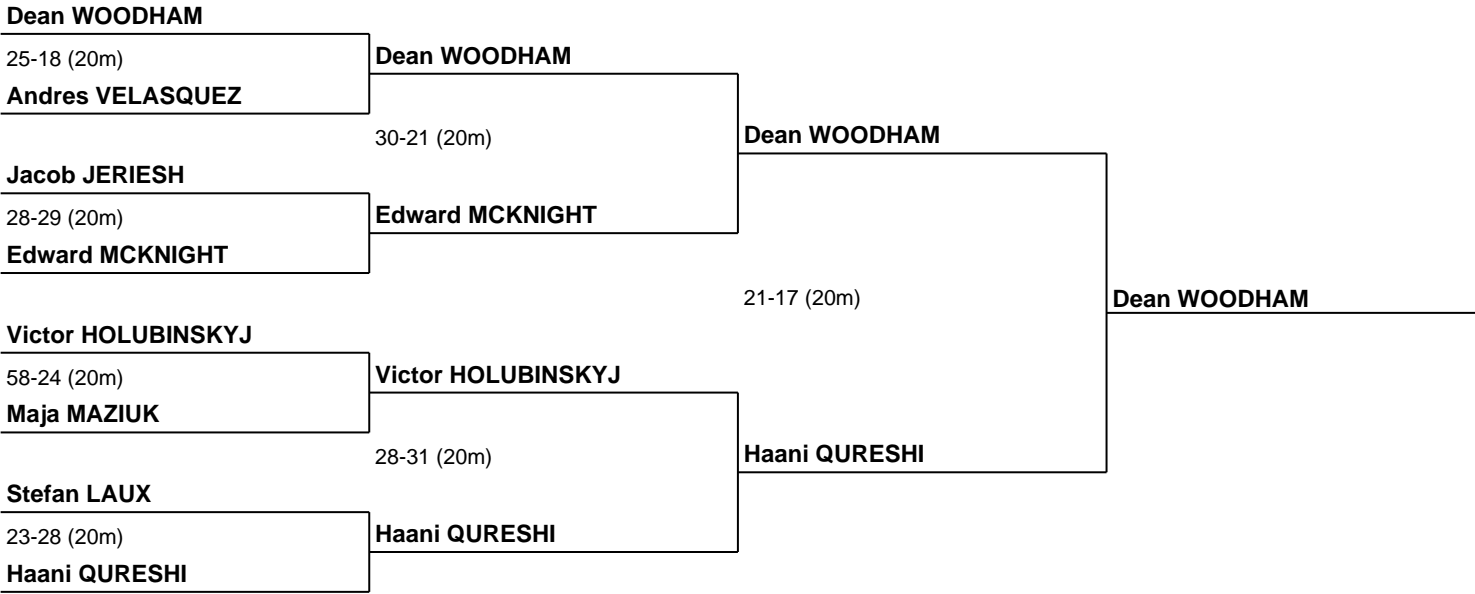 Dean WOODHAM
25-18 (20m)
Andres VELASQUEZ
Jacob JERIESH
28-29 (20m)
Edward MCKNIGHT
Victor HOLUBINSKYJ
58-24 (20m)
Maja MAZIUK
Stefan LAUX
23-28 (20m)
Haani QURESHI
Dean WOODHAM
30-21 (20m)
Edward MCKNIGHT
Victor HOLUBINSKYJ
28-31 (20m)
Haani QURESHI
Dean WOODHAM
21-17 (20m)
Haani QURESHI
Dean WOODHAM